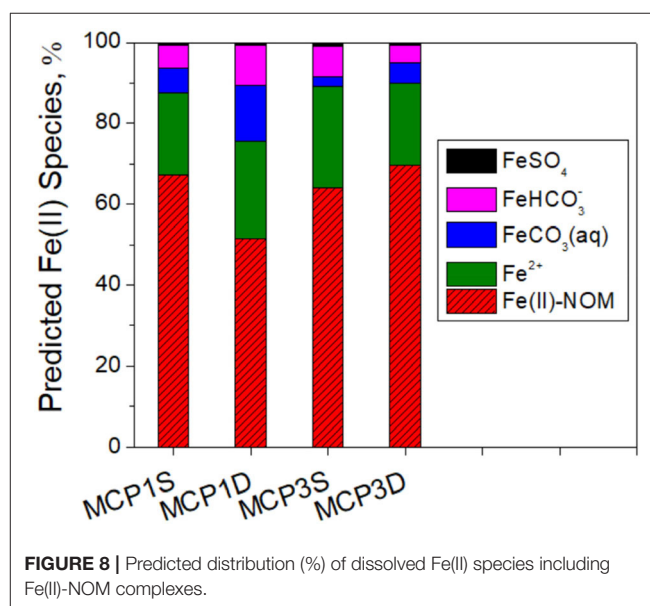 Predicted Fe(II) Species, %
100
80
60
40
20
0
FeSO₄
FeHCO₃⁻
FeCO₃(aq)
Fe²⁺
Fe(II)-NOM
MCP1S
MCP1D
MCP3S
MCP3D
FIGURE 8 | Predicted distribution (%) of dissolved Fe(II) species including
Fe(II)-NOM complexes.